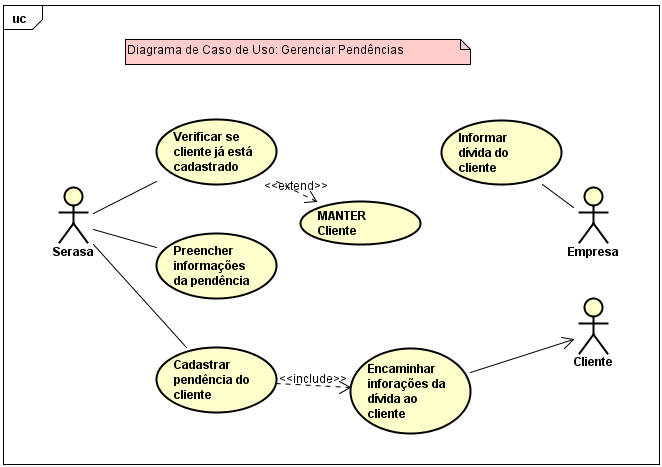 uc
Diagrama de Caso de Uso: Gerenciar Pendências
Verificar se
cliente já está
cadastrado
Informar
dívida do
cliente
<<extend>>
MANTER
Cliente
Serasa
Empresa
Preencher
informações
da pendência
Cadastrar
pendência do
cliente
<<include>>
Encaminhar
inforações da
dívida ao
cliente
Cliente